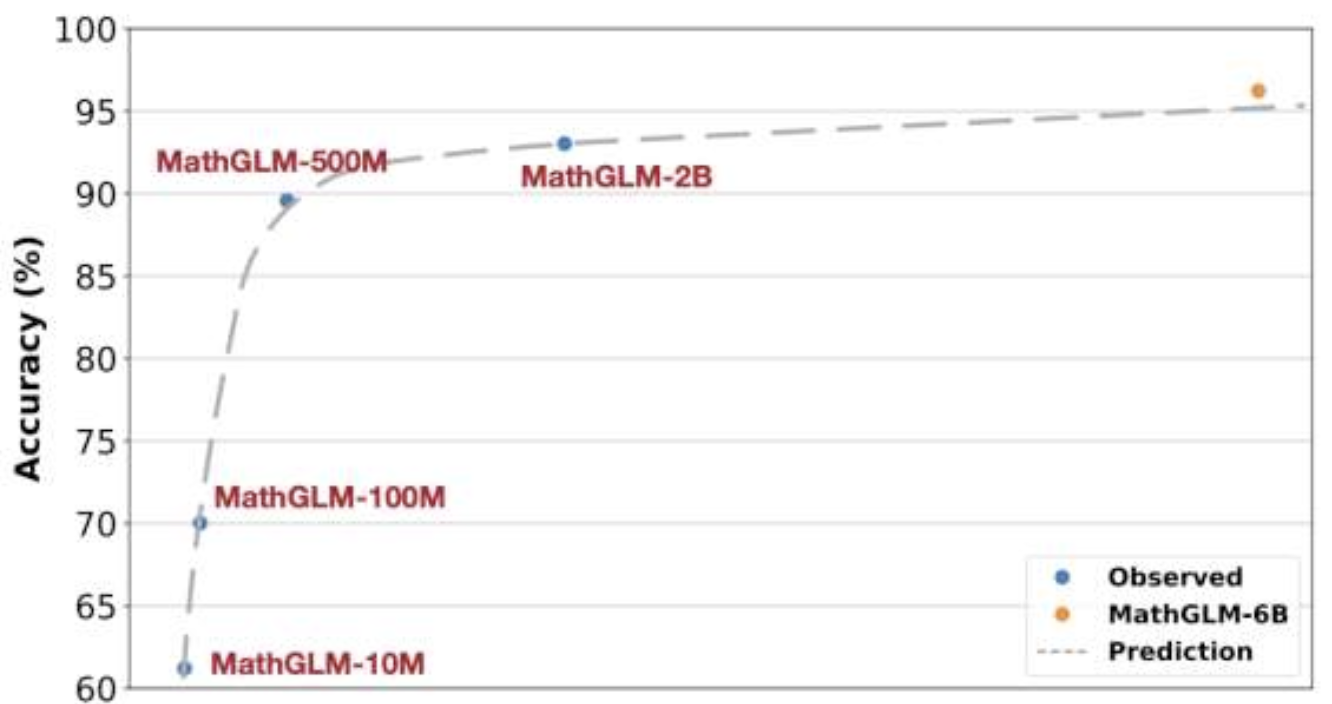 100
95
90
85
80
75
70
65
60
Accuracy (%)
MathGLM-500M
MathGLM-2B
MathGLM-100M
MathGLM-10M
Observed
MathGLM-6B
Prediction